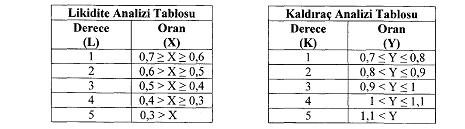 Likidite Analizi Tablosu
Derece (L) Oran (X)
1 0,7 ≥ X ≥ 0,6
2 0,6 > X ≥ 0,5
3 0,5 > X ≥ 0,4
4 0,4 > X ≥ 0,3
5 0,3 > X
Kaldıraç Analizi Tablosu
Derece (K) Oran (Y)
1 0,7 ≤ Y ≤ 0,8
2 0,8 < Y ≤ 0,9
3 0,9 < Y ≤ 1
4 1 < Y ≤ 1,1
5 1,1 < Y